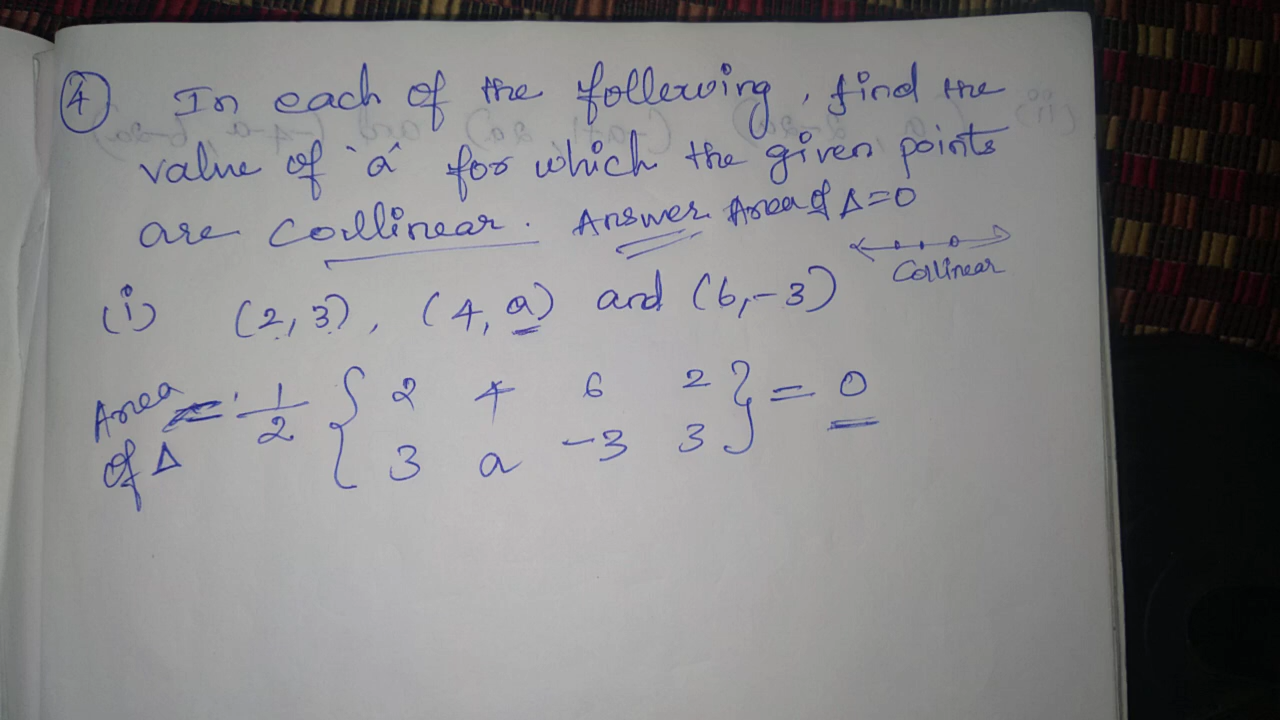 4 In each of the following, find the
value of 'a' for which the given points
are Collinear. Answer Area of Δ=0
Collinear
(i) (2,3), (4,a) and (6,-3)
Area of Δ = 1/2 { 2 4 6 2 } = 0
3 a -3 3